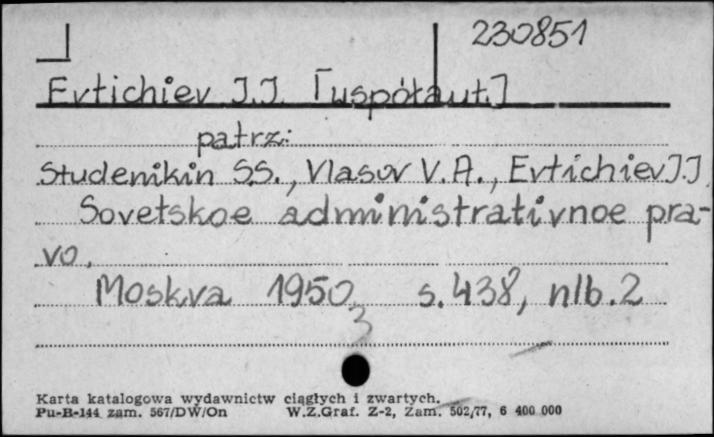 230851
Evtichiev J.J. [współaut.]
patrz:
Studenikin S.S., Vlasov V.A., Evtichiev J.J.
Sovetskoe administrativnoe pra-
vo.
Moskva 1950 s. 438, nlb. 2
3
Karta katalogowa wydawnictw ciągłych i zwartych.
Pu-B-144 zam. 567/DW/On W.Z.Graf. Z-2, Zam. 502/77, 6 400 000